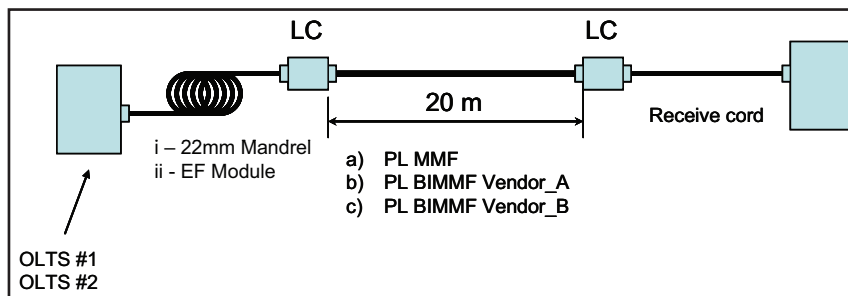 LC
LC
20 m
Receive cord
i – 22mm Mandrel
ii - EF Module
a) PL MMF
b) PL BIMMF Vendor_A
c) PL BIMMF Vendor_B
OLTS #1
OLTS #2